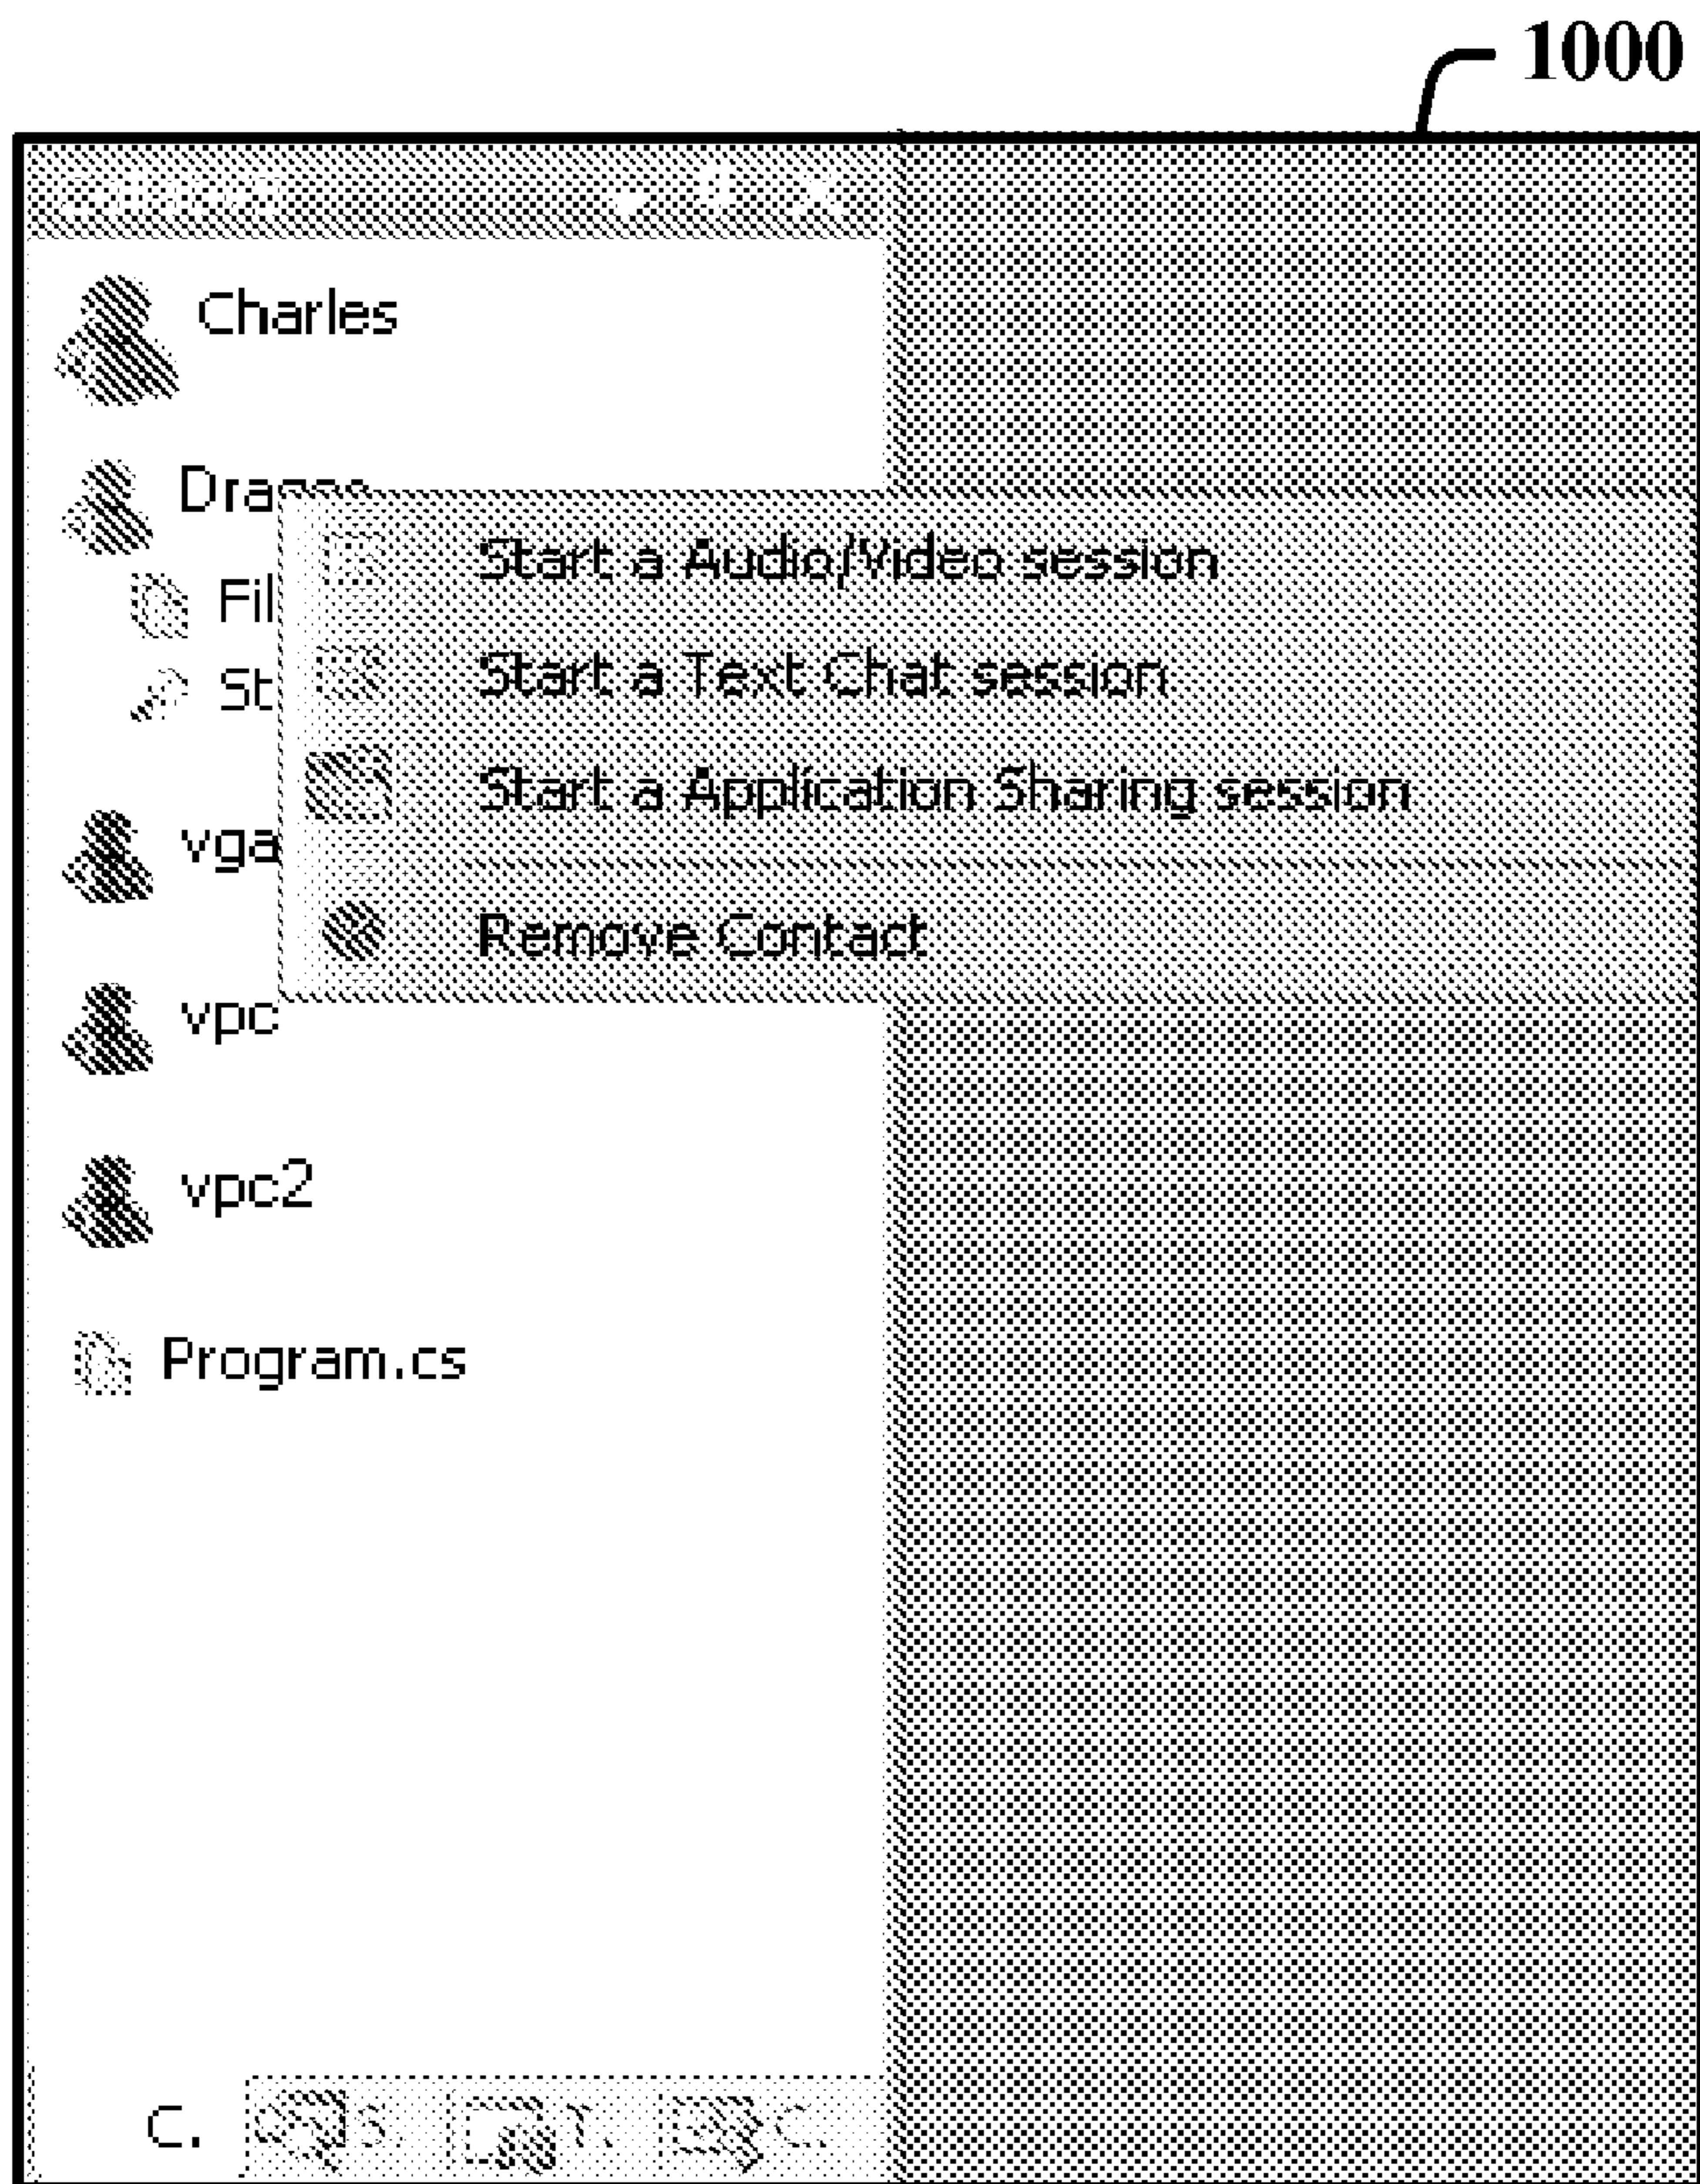 1000
Charles
Start a Audio/Video session
Fil
Start a Text Chat session
St
Start a Application Sharing session
vga
Remove Contact
vpc
vpc2
Program.cs
C. S. T. C.